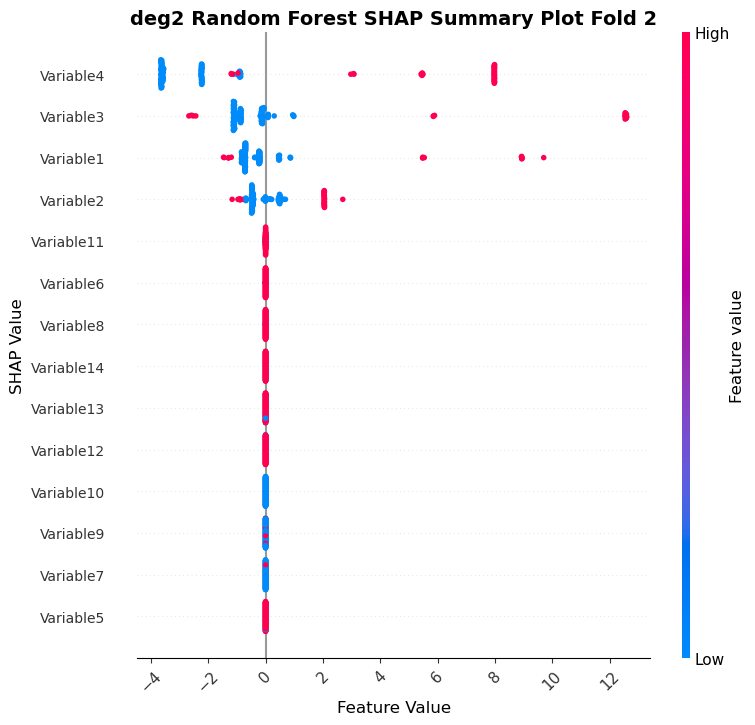 deg2 Random Forest SHAP Summary Plot Fold 2
High
Variable4
Variable3
Variable1
Variable2
Variable11
Variable6
Variable8
Variable14
Variable13
Variable12
Variable10
Variable9
Variable7
Variable5
SHAP Value
Feature value
Low
−4
−2
0
2
4
6
8
10
12
Feature Value